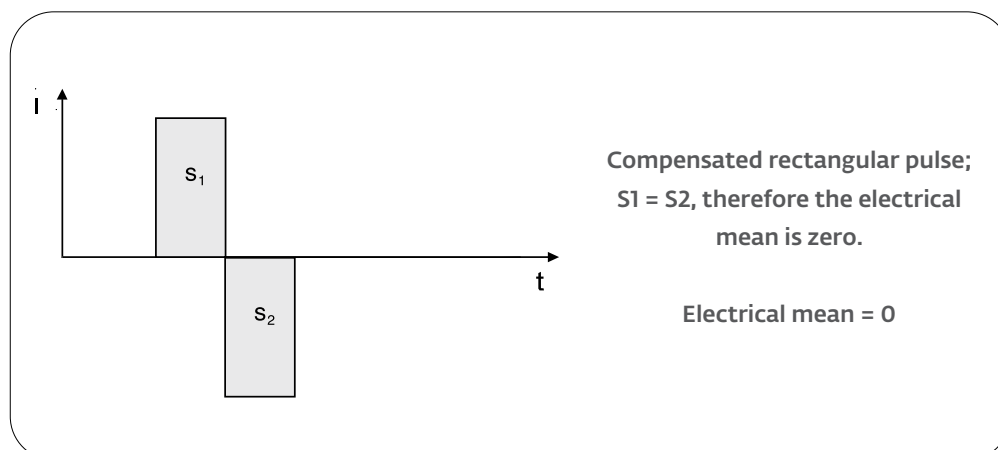 i
S₁
S₂
t
Compensated rectangular pulse;
S1 = S2, therefore the electrical
mean is zero.
Electrical mean = 0